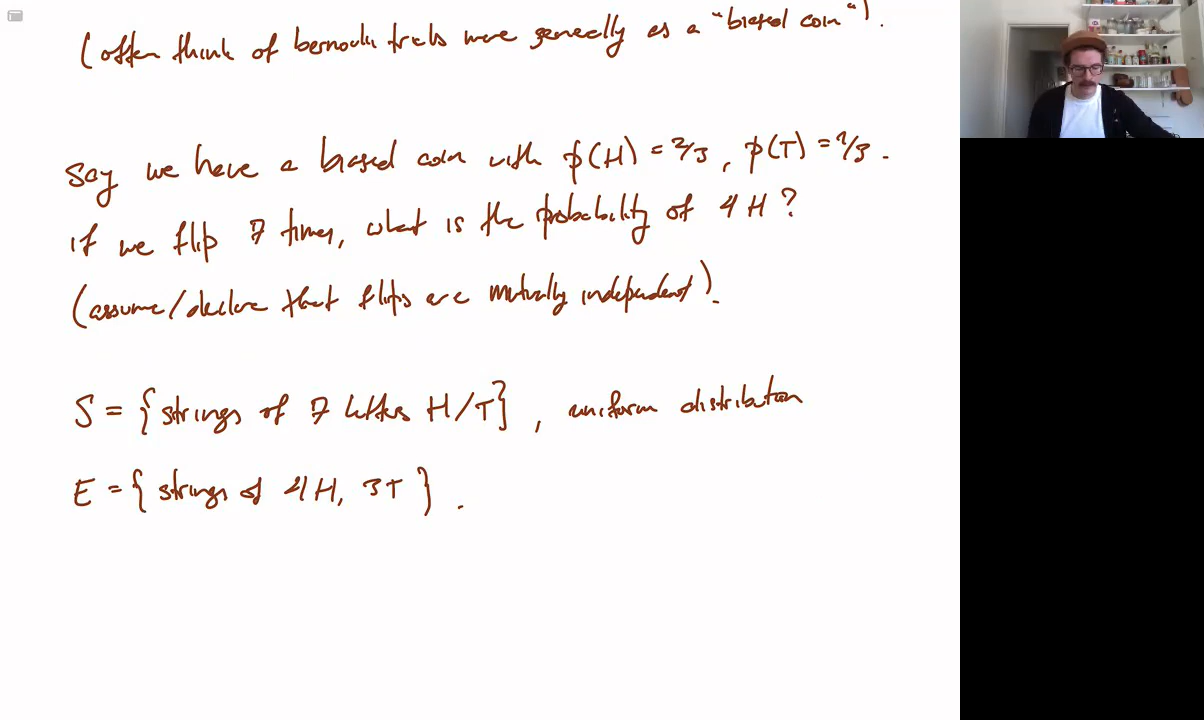 (often think of bernoulli trials more generally as a "biased coin").
Say we have a biased coin with p(H) = 2/3, p(T) = 1/3.
If we flip 7 times, what is the probability of 4 H?
(assume/declare that flips are mutually independent).
S = {strings of 7 letters H/T}, uniform distribution
E = {strings of 4H, 3T}.